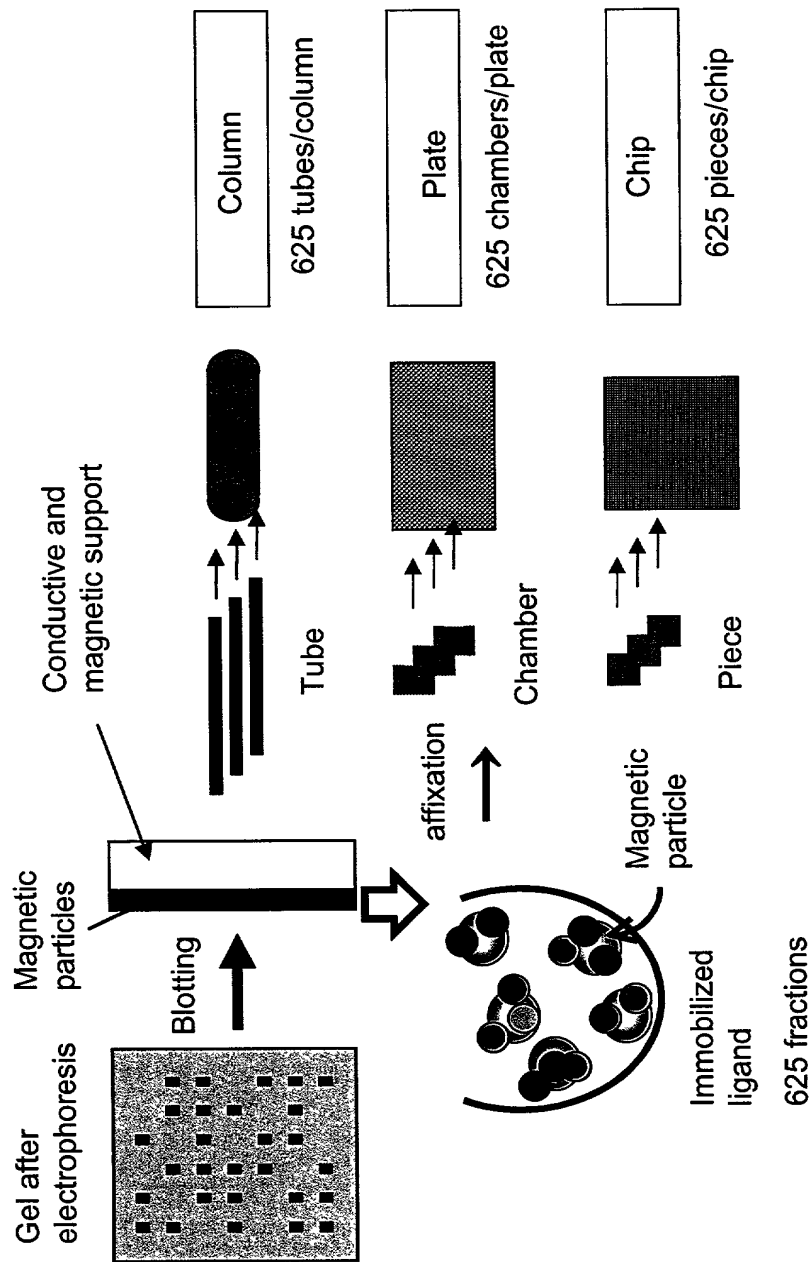 Gel after
electrophoresis
Blotting
Magnetic
particles
Conductive and
magnetic support
Immobilized
ligand
625 fractions
Magnetic
particle
affixation
Tube
Column
625 tubes/column
Chamber
Plate
625 chambers/plate
Piece
Chip
625 pieces/chip